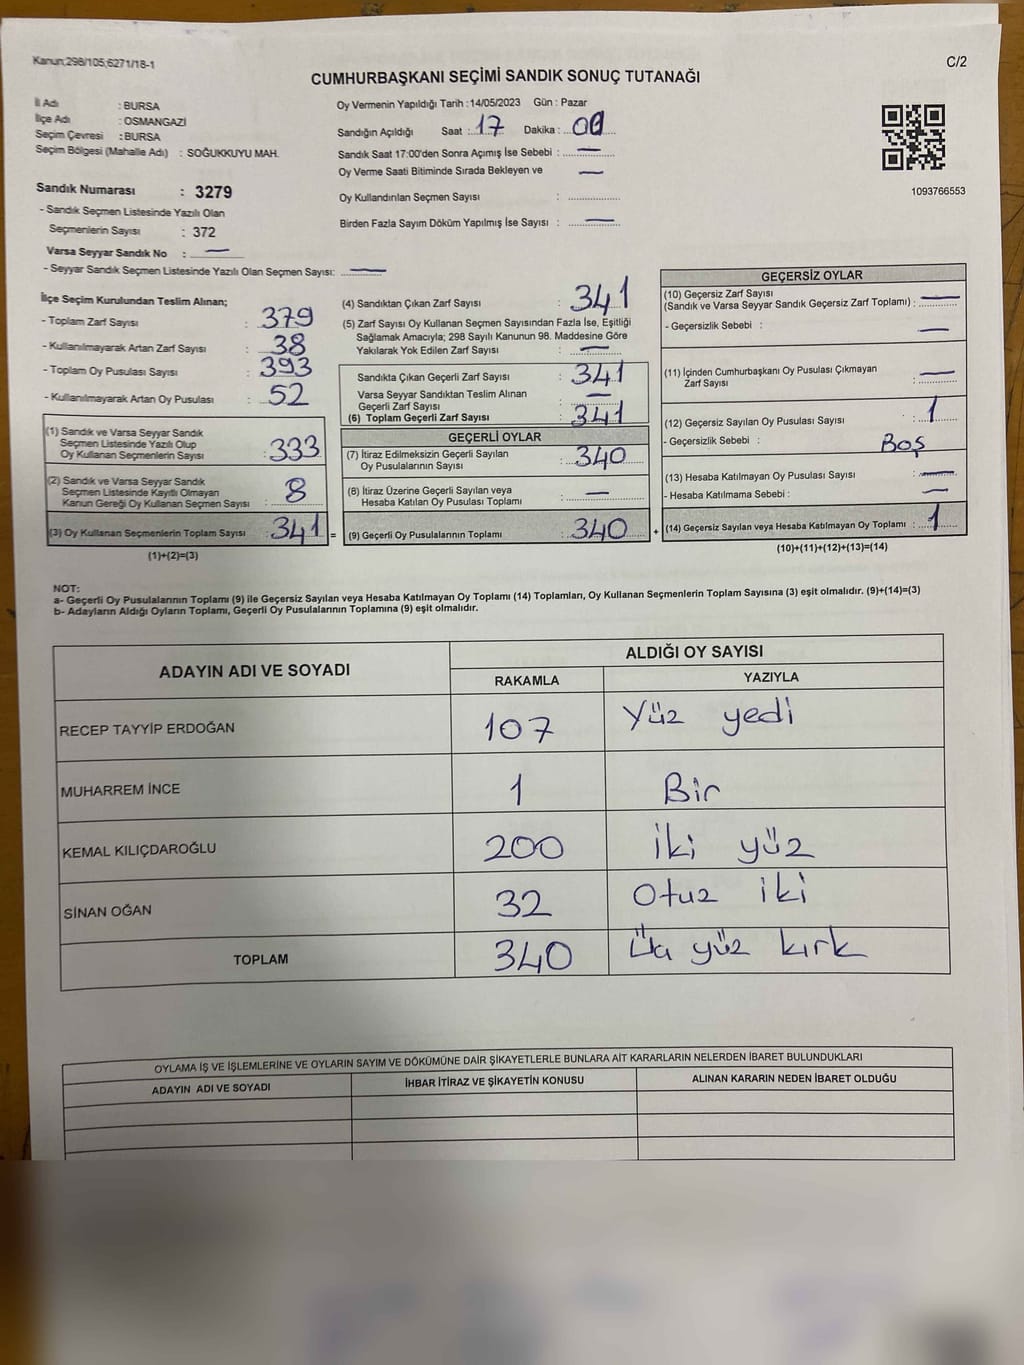 Kanun;298/105;6271/18-1
C/2
CUMHURBAŞKANI SEÇİMİ SANDIK SONUÇ TUTANAĞI
İl Adı : BURSA
İlçe Adı : OSMANGAZİ
Seçim Çevresi : BURSA
Seçim Bölgesi (Mahalle Adı) : SOĞUKKUYU MAH.
Oy Vermenin Yapıldığı Tarih : 14/05/2023 Gün : Pazar
Sandığın Açıldığı Saat : 17 Dakika : 00
Sandık Saat 17:00'den Sonra Açımış İse Sebebi : —
Oy Verme Saati Bitiminde Sırada Bekleyen ve —
Oy Kullandırılan Seçmen Sayısı :
Birden Fazla Sayım Döküm Yapılmış İse Sayısı : —
1093766553
Sandık Numarası : 3279
- Sandık Seçmen Listesinde Yazılı Olan
Seçmenlerin Sayısı : 372
Varsa Seyyar Sandık No : —
- Seyyar Sandık Seçmen Listesinde Yazılı Olan Seçmen Sayısı: —
İlçe Seçim Kurulundan Teslim Alınan;
- Toplam Zarf Sayısı : 379
- Kullanılmayarak Artan Zarf Sayısı : 38
- Toplam Oy Pusulası Sayısı : 393
- Kullanılmayarak Artan Oy Pusulası : 52
(1) Sandık ve Varsa Seyyar Sandık
Seçmen Listesinde Yazılı Olup
Oy Kullanan Seçmenlerin Sayısı : 333
(2) Sandık ve Varsa Seyyar Sandık
Seçmen Listesinde Kayıtlı Olmayan
Kanun Gereği Oy Kullanan Seçmen Sayısı : 8
(3) Oy Kullanan Seçmenlerin Toplam Sayısı : 341 =
(1)+(2)=(3)
(4) Sandıktan Çıkan Zarf Sayısı : 341
(5) Zarf Sayısı Oy Kullanan Seçmen Sayısından Fazla İse, Eşitliği
Sağlamak Amacıyla; 298 Sayılı Kanunun 98. Maddesine Göre
Yakılarak Yok Edilen Zarf Sayısı : —
Sandıkta Çıkan Geçerli Zarf Sayısı : 341
Varsa Seyyar Sandıktan Teslim Alınan
Geçerli Zarf Sayısı : —
(6) Toplam Geçerli Zarf Sayısı : 341
GEÇERLİ OYLAR
(7) İtiraz Edilmeksizin Geçerli Sayılan
Oy Pusulalarının Sayısı : 340
(8) İtiraz Üzerine Geçerli Sayılan veya
Hesaba Katılan Oy Pusulası Toplamı : —
(9) Geçerli Oy Pusulalarının Toplamı : 340 +
GEÇERSİZ OYLAR
(10) Geçersiz Zarf Sayısı
(Sandık ve Varsa Seyyar Sandık Geçersiz Zarf Toplamı) : —
- Geçersizlik Sebebi : —
(11) İçinden Cumhurbaşkanı Oy Pusulası Çıkmayan
Zarf Sayısı : —
(12) Geçersiz Sayılan Oy Pusulası Sayısı : 1
- Geçersizlik Sebebi : Boş
(13) Hesaba Katılmayan Oy Pusulası Sayısı : —
- Hesaba Katılmama Sebebi : —
(14) Geçersiz Sayılan veya Hesaba Katılmayan Oy Toplamı : 1
(10)+(11)+(12)+(13)=(14)
NOT:
a- Geçerli Oy Pusulalarının Toplamı (9) ile Geçersiz Sayılan veya Hesaba Katılmayan Oy Toplamı (14) Toplamları, Oy Kullanan Seçmenlerin Toplam Sayısına (3) eşit olmalıdır. (9)+(14)=(3)
b- Adayların Aldığı Oyların Toplamı, Geçerli Oy Pusulalarının Toplamına (9) eşit olmalıdır.
ADAYIN ADI VE SOYADI ALDIĞI OY SAYISI
RAKAMLA YAZIYLA
RECEP TAYYİP ERDOĞAN 107 Yüz yedi
MUHARREM İNCE 1 Bir
KEMAL KILIÇDAROĞLU 200 iki yüz
SİNAN OĞAN 32 Otuz iki
TOPLAM 340 Üç yüz kırk
OYLAMA İŞ VE İŞLEMLERİNE VE OYLARIN SAYIM VE DÖKÜMÜNE DAİR ŞİKAYETLERLE BUNLARA AİT KARARLARIN NELERDEN İBARET BULUNDUKLARI
ADAYIN ADI VE SOYADI İHBAR İTİRAZ VE ŞİKAYETİN KONUSU ALINAN KARARIN NEDEN İBARET OLDUĞU